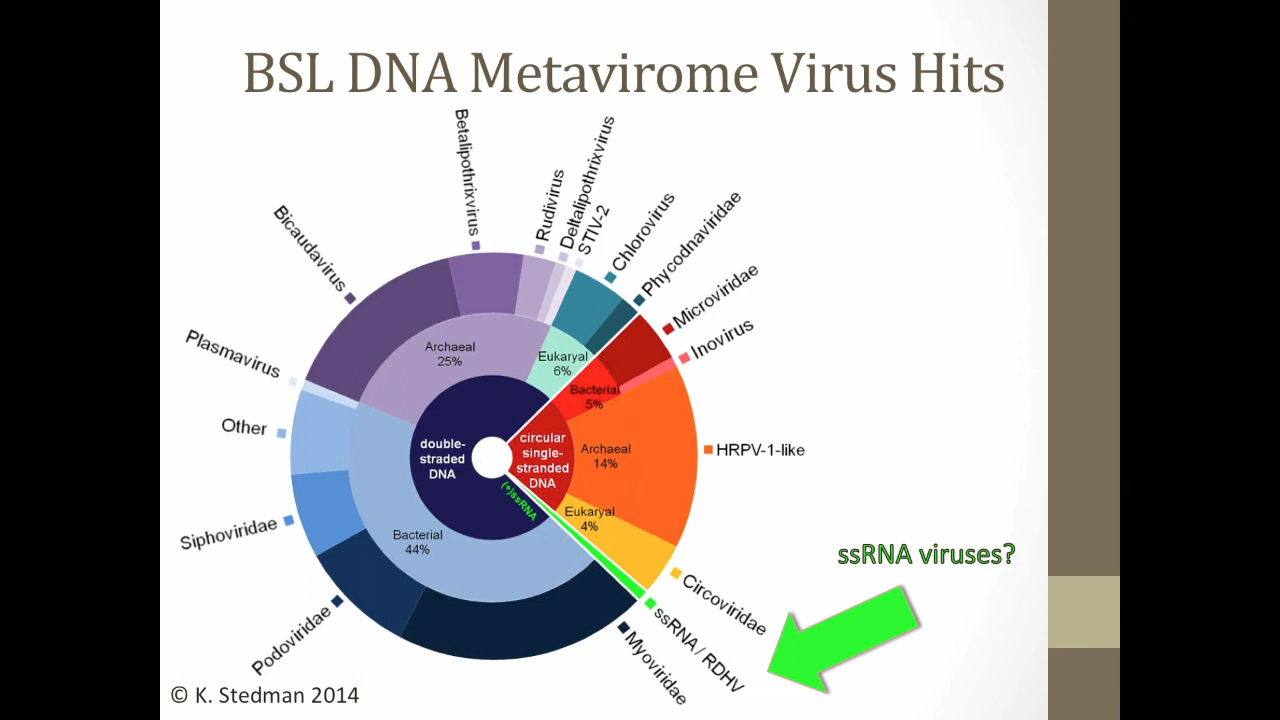 BSL DNA Metavirome Virus Hits
Betalipothrixvirus
Rudivirus
Deltalipothrixvirus
STIV-2
Chlorovirus
Phycodnaviridae
Microviridae
Inovirus
Bicaudavirus
Plasmavirus
Other
Siphoviridae
Podoviridae
Myoviridae
ssRNA / RDHV
Circoviridae
HRPV-1-like
Archaeal
25%
Eukaryal
6%
Bacterial
5%
double-
straded
DNA
circular
single-
stranded
DNA
Archaeal
14%
(+)ssRNA
Eukaryal
4%
Bacterial
44%
ssRNA viruses?
© K. Stedman 2014